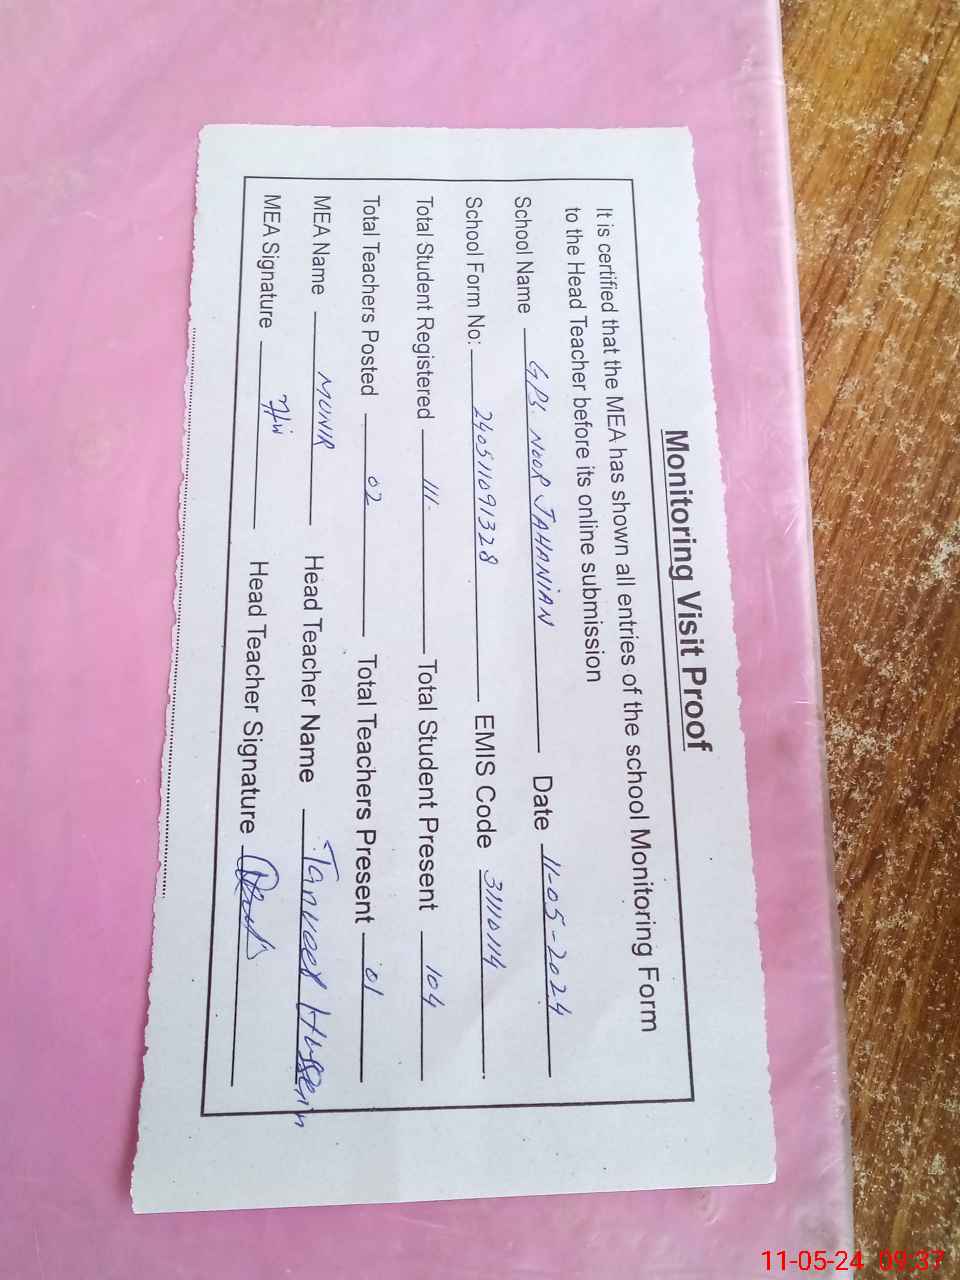 Monitoring Visit Proof
It is certified that the MEA has shown all entries of the school Monitoring Form
to the Head Teacher before its online submission
School Name GPS. NOOR JAHANIAN Date 11-05-2024
School Form No: 240511091328 EMIS Code 31110114
Total Student Registered 111. Total Student Present 104
Total Teachers Posted 02 Total Teachers Present 01
MEA Name MUNIR Head Teacher Name Tanveer Hussain
MEA Signature Head Teacher Signature
11-05-24 09:37